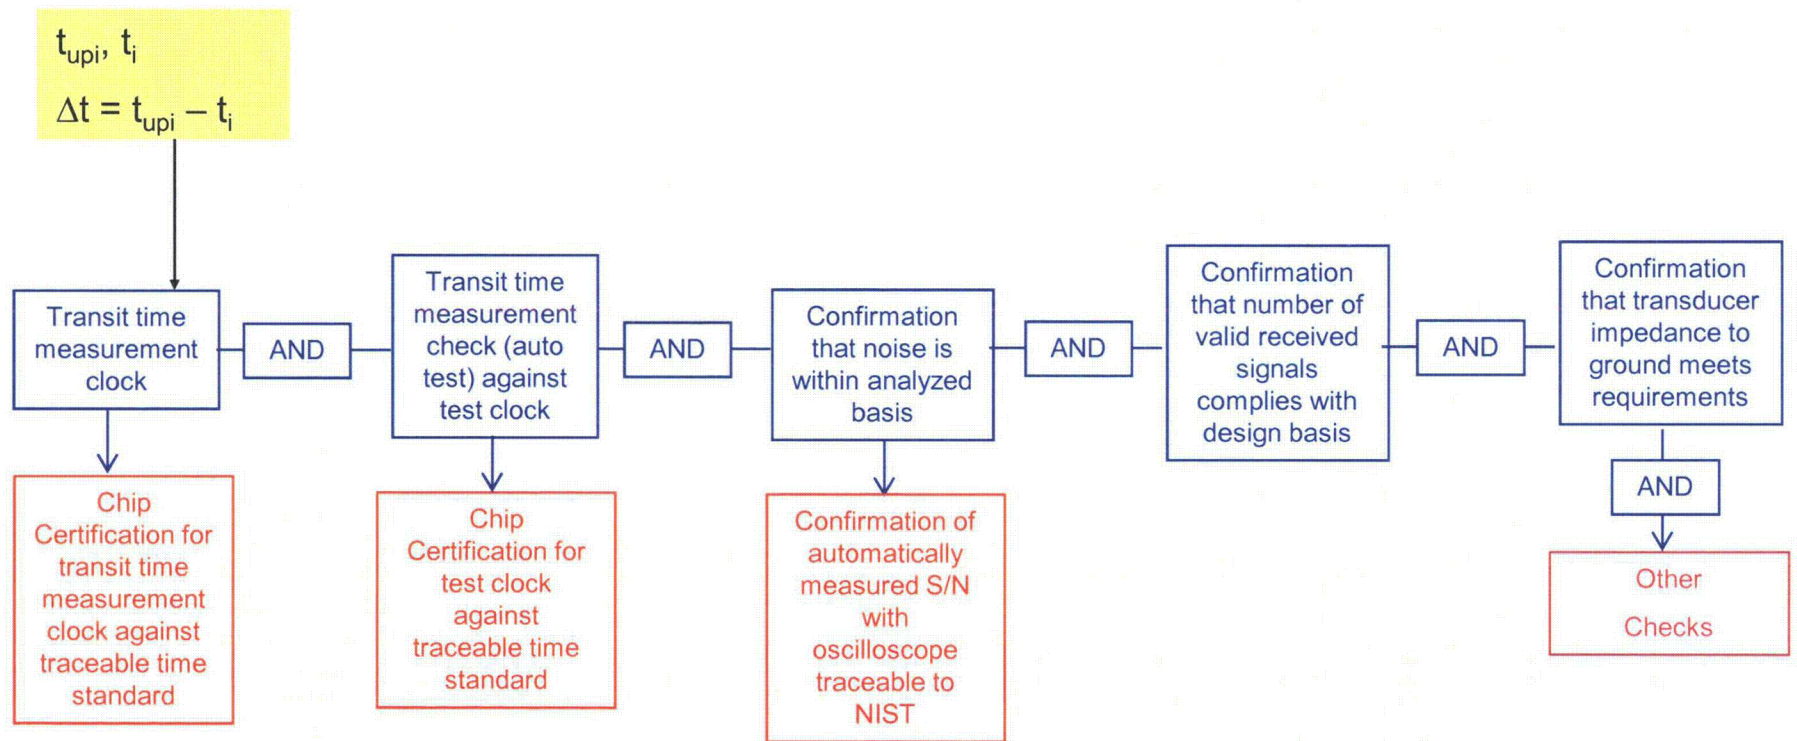 tupi, ti
Δt = tupi – ti
Transit time
measurement
clock
AND
Transit time
measurement
check (auto
test) against
test clock
AND
Confirmation
that noise is
within analyzed
basis
AND
Confirmation
that number of
valid received
signals
complies with
design basis
AND
Confirmation
that transducer
impedance to
ground meets
requirements
AND
Chip
Certification for
transit time
measurement
clock against
traceable time
standard
Chip
Certification for
test clock
against
traceable time
standard
Confirmation of
automatically
measured S/N
with
oscilloscope
traceable to
NIST
Other
Checks